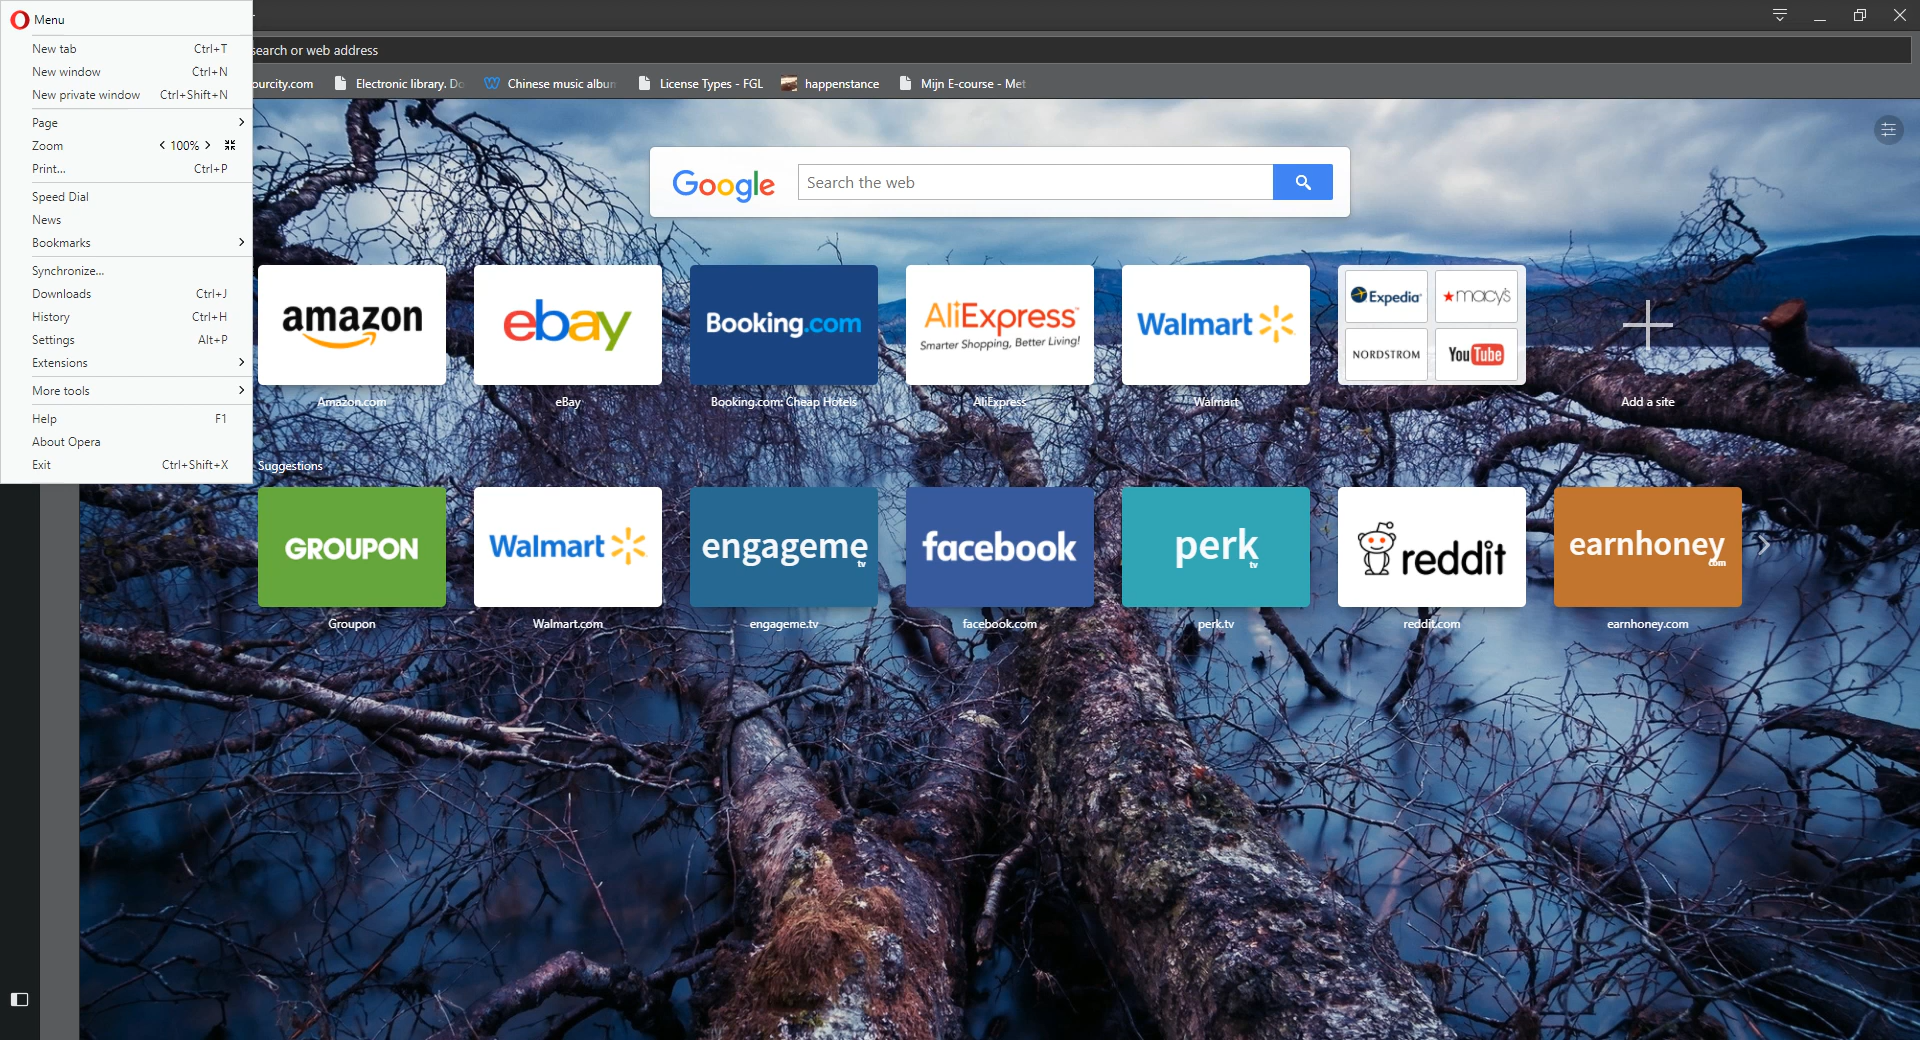 Menu
New tab Ctrl+T
New window Ctrl+N
New private window Ctrl+Shift+N
Page
Zoom < 100% >
Print... Ctrl+P
Speed Dial
News
Bookmarks
Synchronize...
Downloads Ctrl+J
History Ctrl+H
Settings Alt+P
Extensions
More tools
Help F1
About Opera
Exit Ctrl+Shift+X
search or web address
ourcity.com Electronic library. Do Chinese music album License Types - FGL happenstance Mijn E-course - Met
Google Search the web
amazon ebay Booking.com AliExpress Walmart Expedia macy's
Smarter Shopping, Better Living!
NORDSTROM YouTube
Amazon.com eBay Booking.com: Cheap Hotels AliExpress Walmart Add a site
Suggestions
GROUPON Walmart engageme tv facebook perk tv reddit earnhoney com
Groupon Walmart.com engageme.tv facebook.com perk.tv reddit.com earnhoney.com